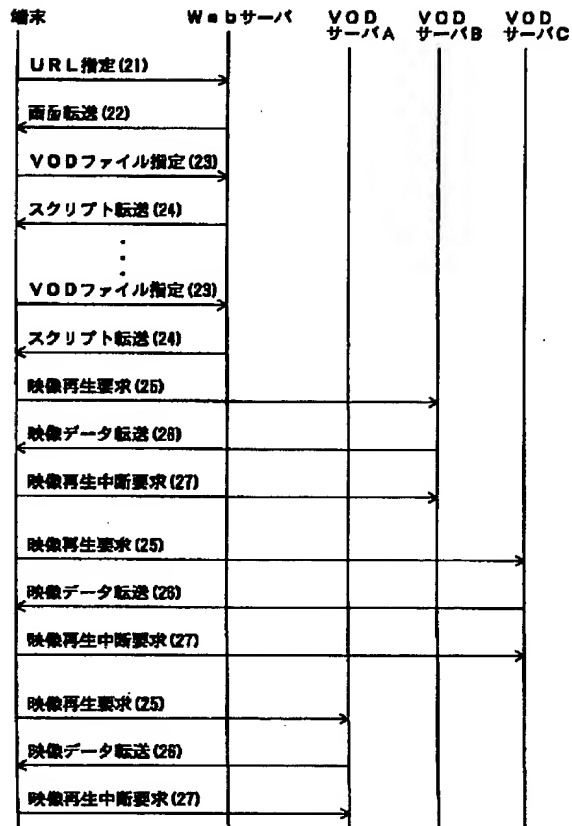 端末 Webサーバ VOD VOD VOD
サーバA サーバB サーバC
URL指定(21)
画面転送(22)
VODファイル指定(23)
スクリプト転送(24)
VODファイル指定(23)
スクリプト転送(24)
映像再生要求(25)
映像データ転送(26)
映像再生中断要求(27)
映像再生要求(25)
映像データ転送(26)
映像再生中断要求(27)
映像再生要求(25)
映像データ転送(26)
映像再生中断要求(27)